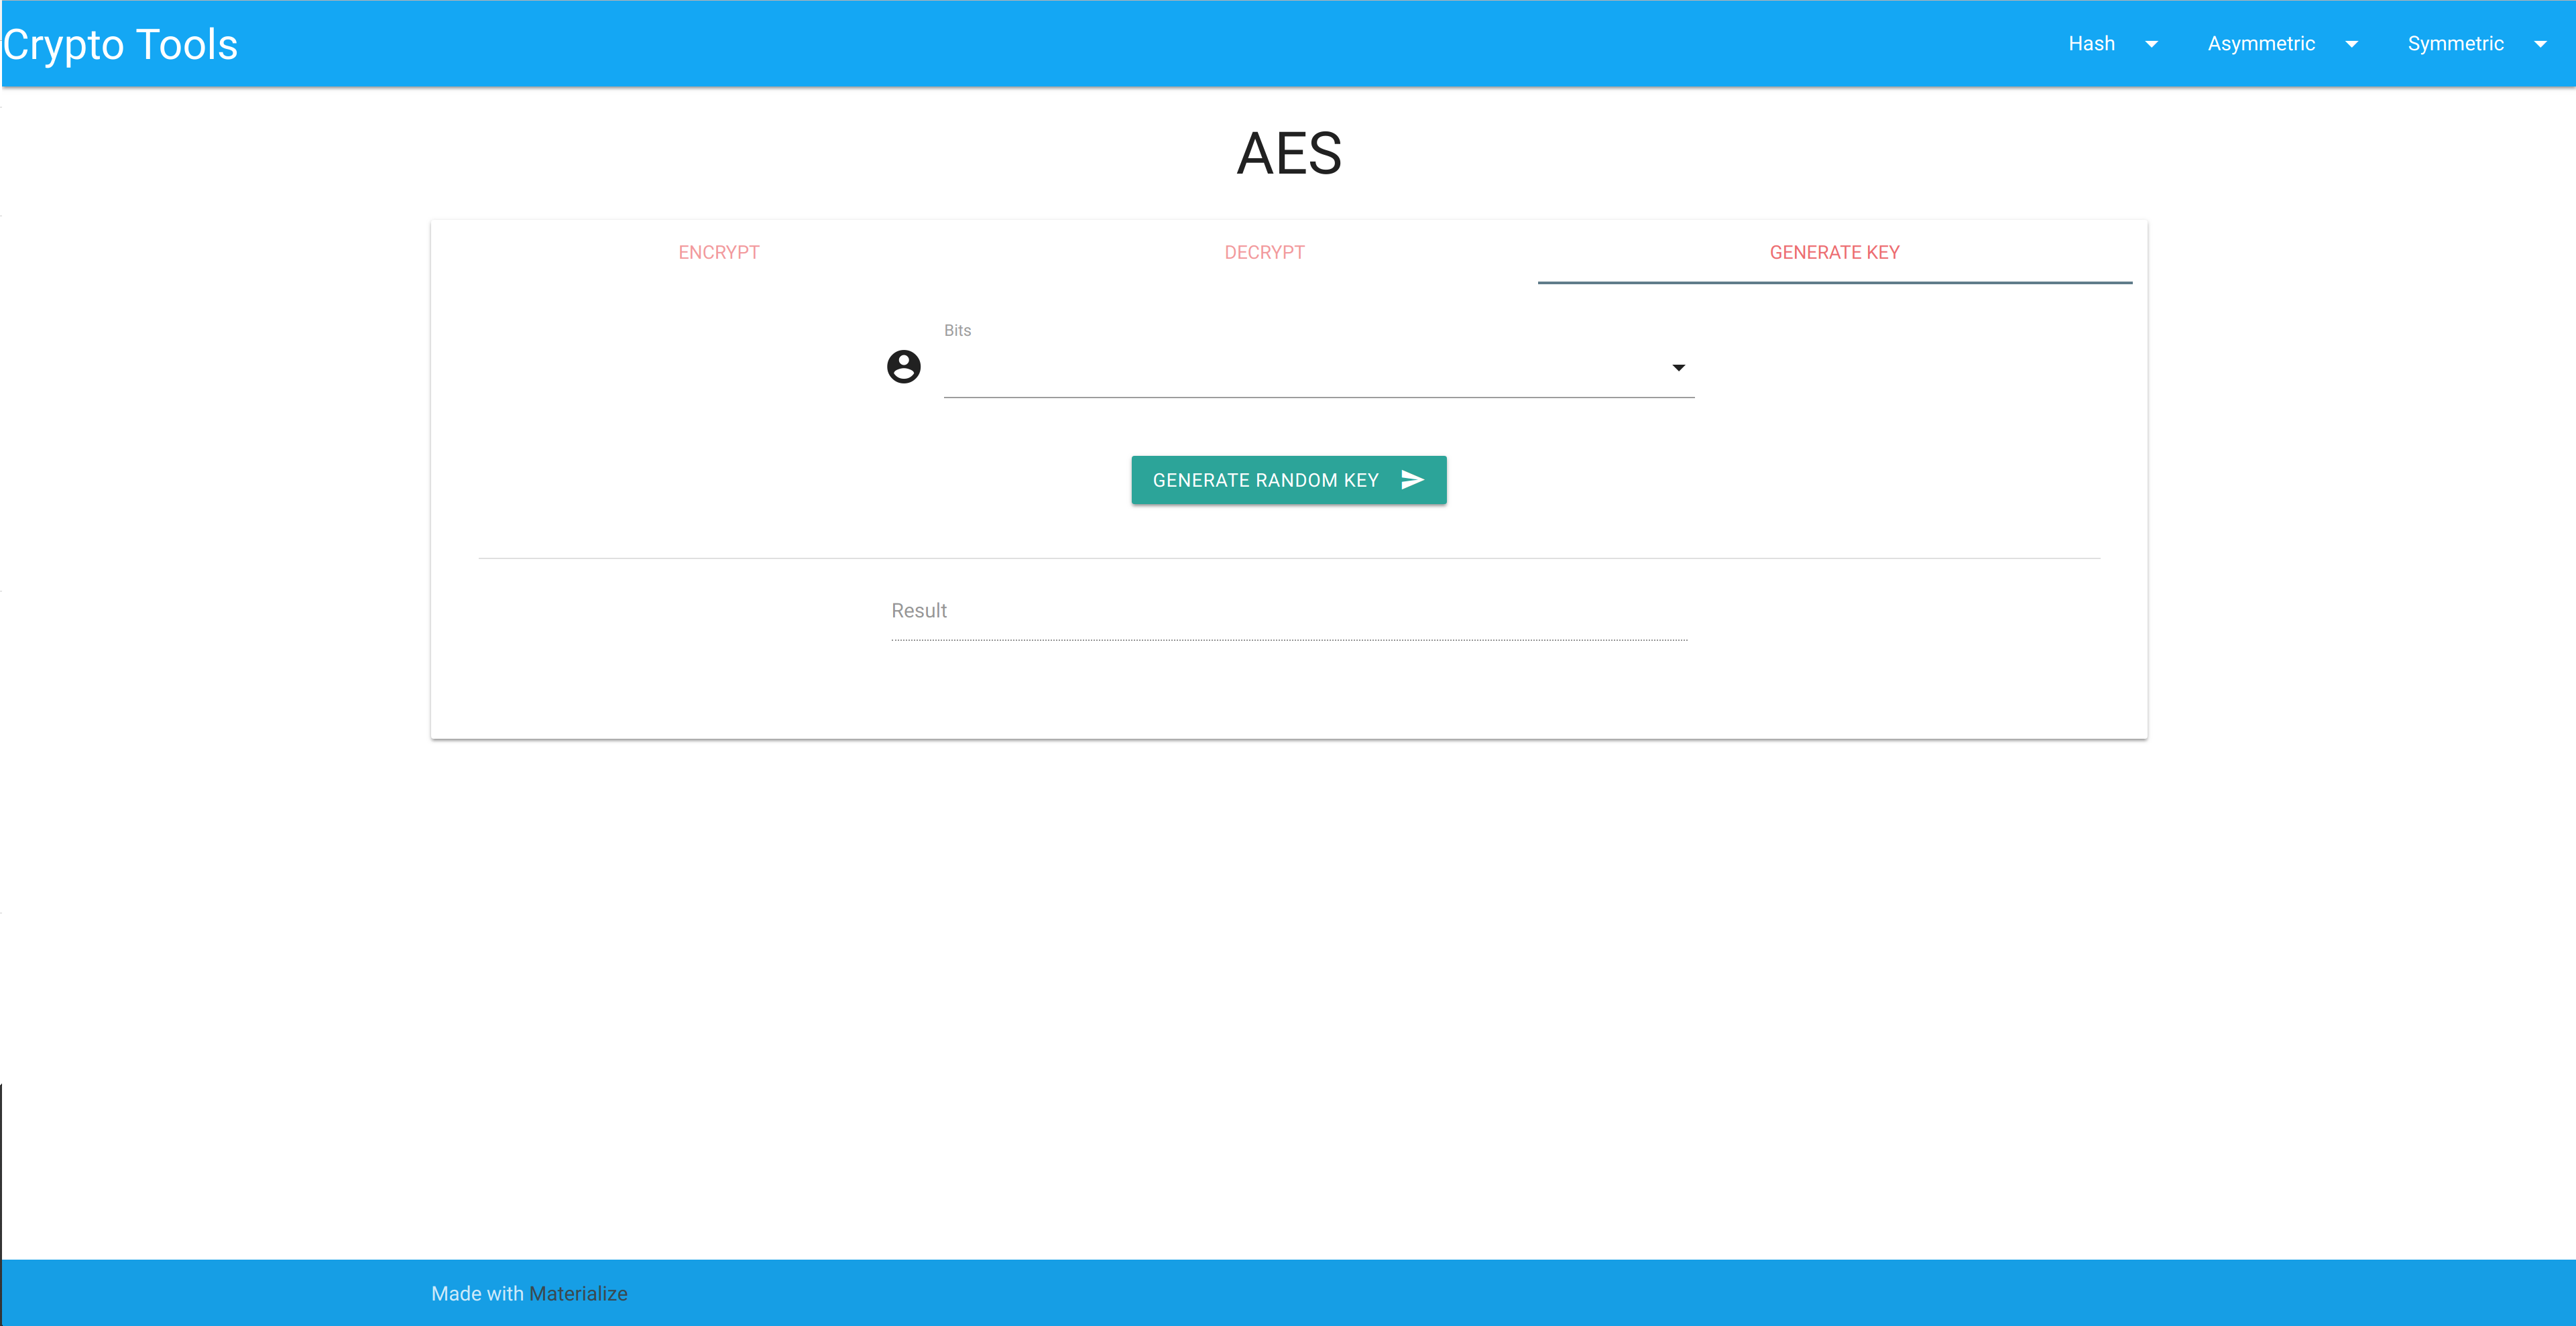 Crypto Tools
Hash Asymmetric Symmetric
AES
ENCRYPT DECRYPT GENERATE KEY
Bits
GENERATE RANDOM KEY
Result
Made with Materialize